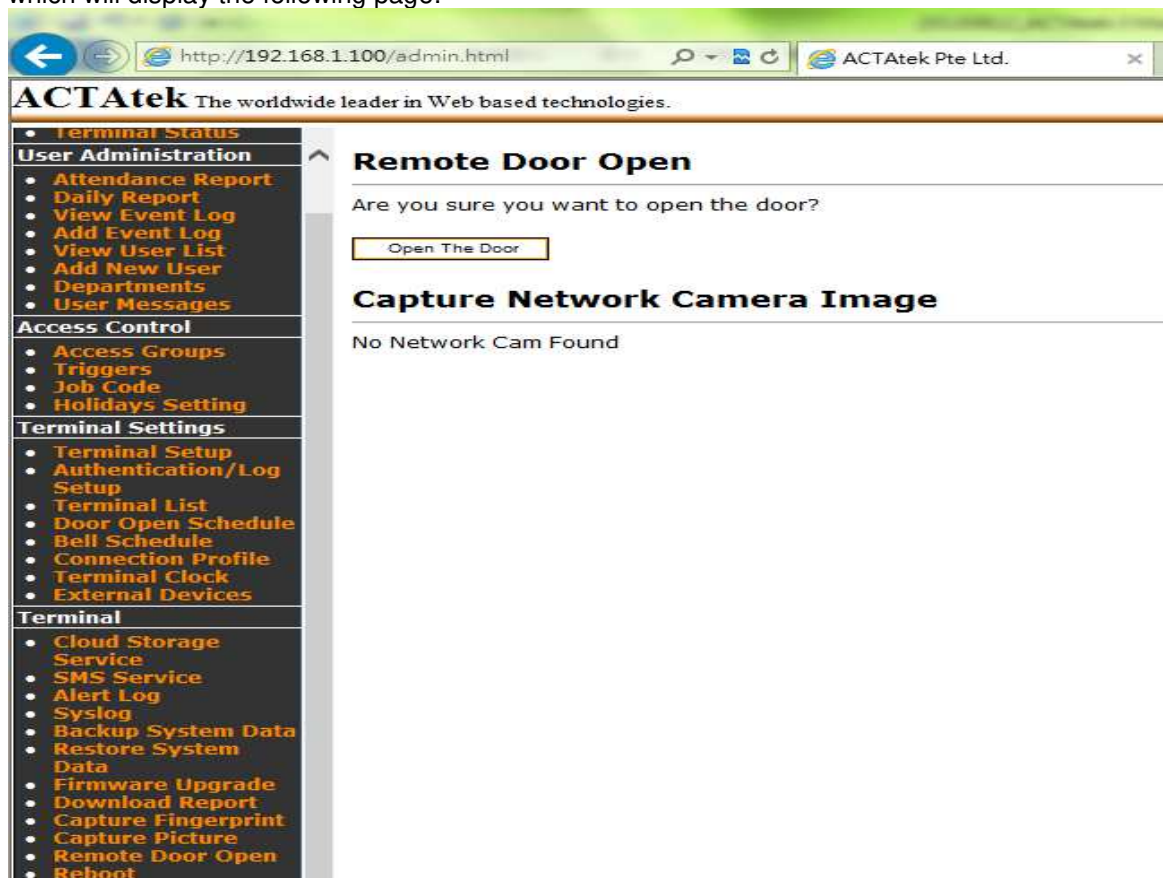 which will display the following page:
http://192.168.1.100/admin.html
ACTAtek Pte Ltd.
ACTAtek The worldwide leader in Web based technologies.
Terminal Status
User Administration
Attendance Report
Daily Report
View Event Log
Add Event Log
View User List
Add New User
Departments
User Messages
Access Control
Access Groups
Triggers
Job Code
Holidays Setting
Terminal Settings
Terminal Setup
Authentication/Log
Setup
Terminal List
Door Open Schedule
Bell Schedule
Connection Profile
Terminal Clock
External Devices
Terminal
Cloud Storage
Service
SMS Service
Alert Log
Syslog
Backup System Data
Restore System
Data
Firmware Upgrade
Download Report
Capture Fingerprint
Capture Picture
Remote Door Open
Reboot
Remote Door Open
Are you sure you want to open the door?
Open The Door
Capture Network Camera Image
No Network Cam Found